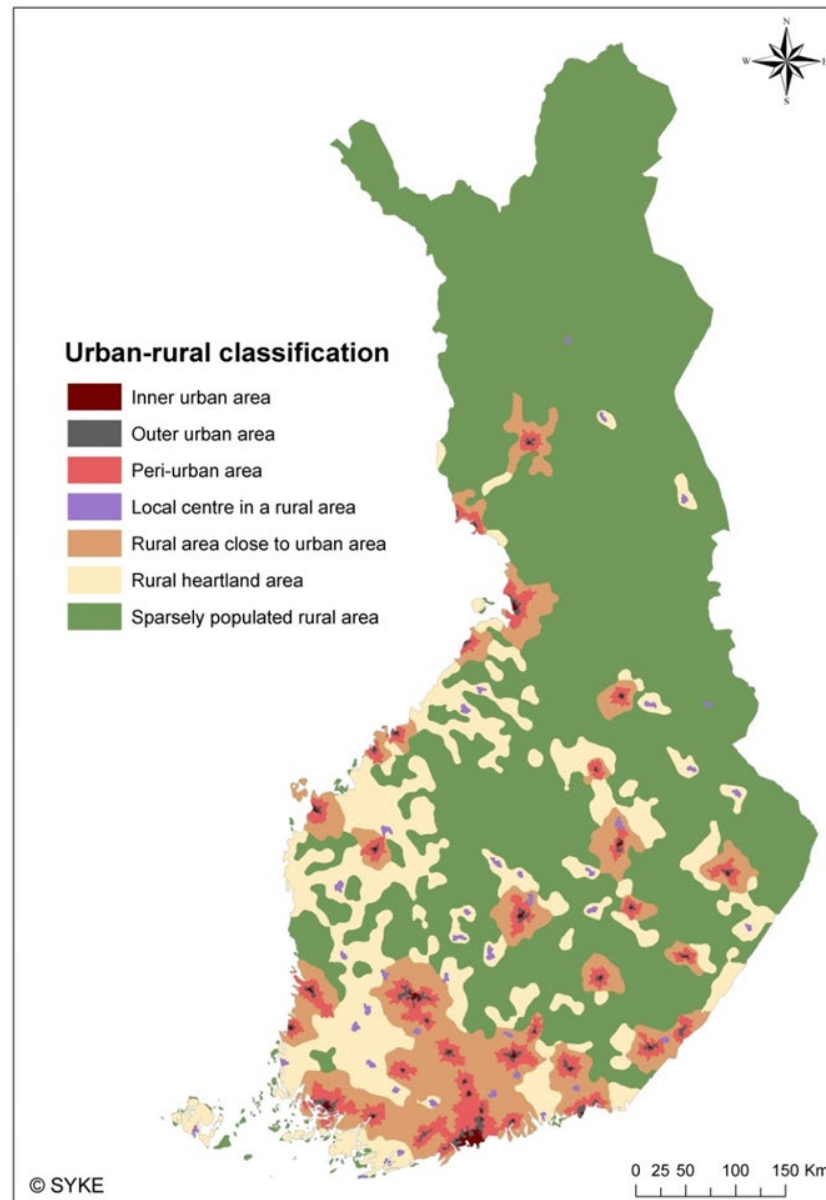 N
W
S
Urban-rural classification
Inner urban area
Outer urban area
Peri-urban area
Local centre in a rural area
Rural area close to urban area
Rural heartland area
Sparsely populated rural area
© SYKE
0 25 50 100 150 Km